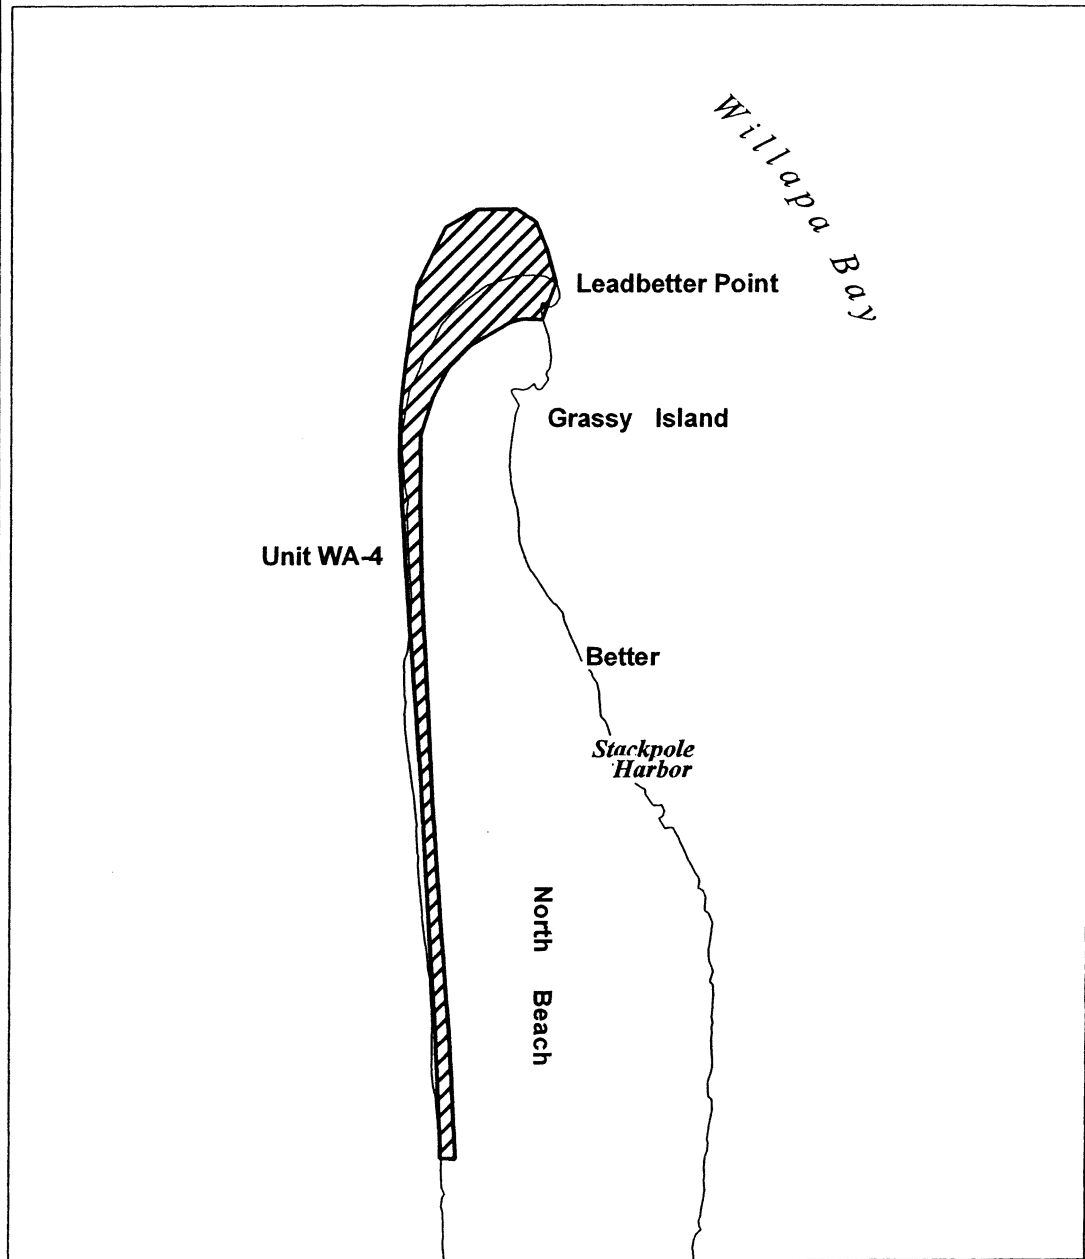 Willapa Bay
Leadbetter Point
Grassy Island
Unit WA-4
Better
Stackpole
Harbor
North Beach